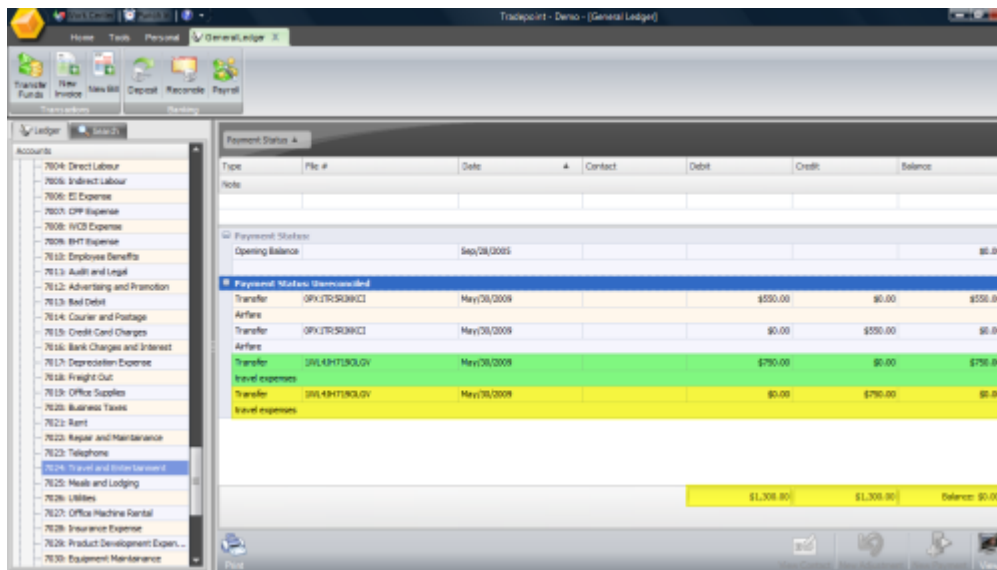 Tradepoint - Demo - [General Ledger]
Home Tools Personal GeneralLedger X
Transfer Funds New Invoice New Bill Deposit Reconcile Payroll
Transactions Banking
Ledger Search
Accounts
7004: Direct Labour
7005: Indirect Labour
7006: EI Expense
7007: CPP Expense
7008: WCB Expense
7009: EHT Expense
7010: Employee Benefits
7011: Audit and Legal
7012: Advertising and Promotion
7013: Bad Debt
7014: Courier and Postage
7015: Credit Card Charges
7016: Bank Charges and Interest
7017: Depreciation Expense
7018: Freight Out
7019: Office Supplies
7020: Business Taxes
7021: Rent
7022: Repair and Maintanance
7023: Telephone
7024: Travel and Entertainment
7025: Meals and Lodging
7026: Utilities
7027: Office Machine Rental
7028: Insurance Expense
7029: Product Development Expen...
7030: Equipment Maintanance
Payment Status
Type File # Date Contact Debit Credit Balance
Note
Payment Status:
Opening Balance Sep/28/2005
Payment Status: Unreconciled
Transfer May/30/2009 $550.00 $0.00
Airfare
Transfer May/30/2009 $0.00 $550.00
Airfare
Transfer May/30/2009 $750.00 $0.00
travel expenses
Transfer May/30/2009 $0.00 $750.00
travel expenses
$1,300.00 $1,300.00 Balance: $0.0
Print